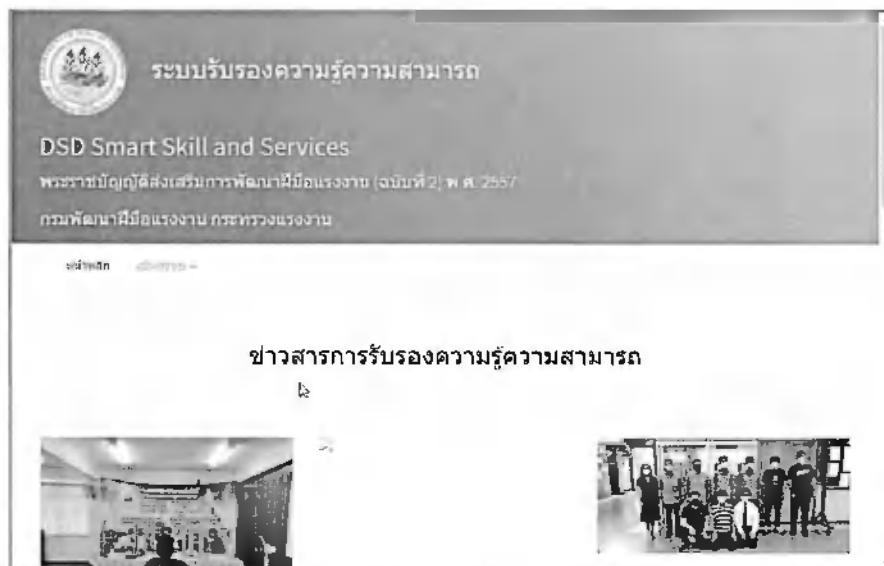 ระบบรับรองความรู้ความสามารถ
DSD Smart Skill and Services
พระราชบัญญัติส่งเสริมการพัฒนาฝีมือแรงงาน (ฉบับที่ 2) พ.ศ. 2557
กรมพัฒนาฝีมือแรงงาน กระทรวงแรงงาน
หน้าหลัก
ข่าวสารการรับรองความรู้ความสามารถ